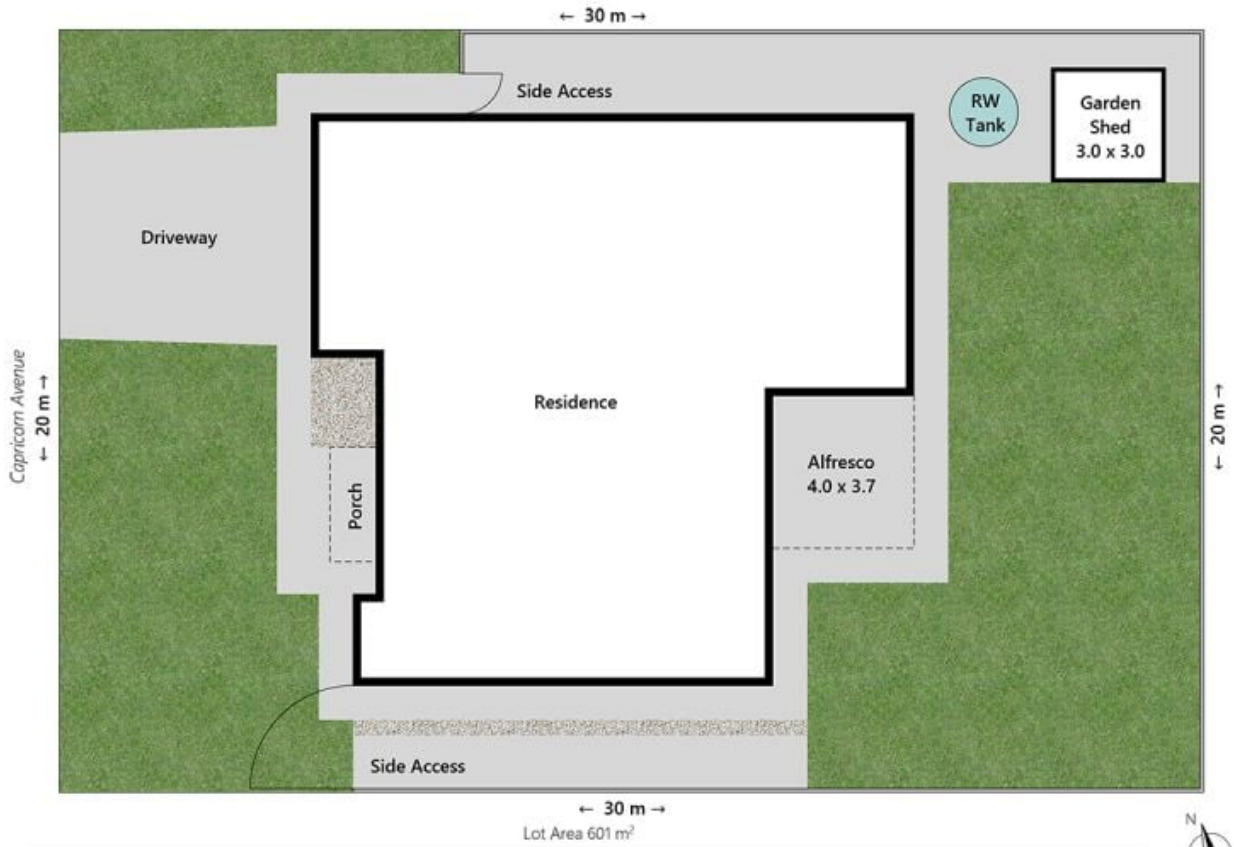 ← 30 m →
Side Access
RW
Tank
Garden
Shed
3.0 x 3.0
Driveway
Capricorn Avenue
← 20 m →
Residence
← 20 m →
Alfresco
4.0 x 3.7
Porch
Side Access
← 30 m →
Lot Area 601 m²
N